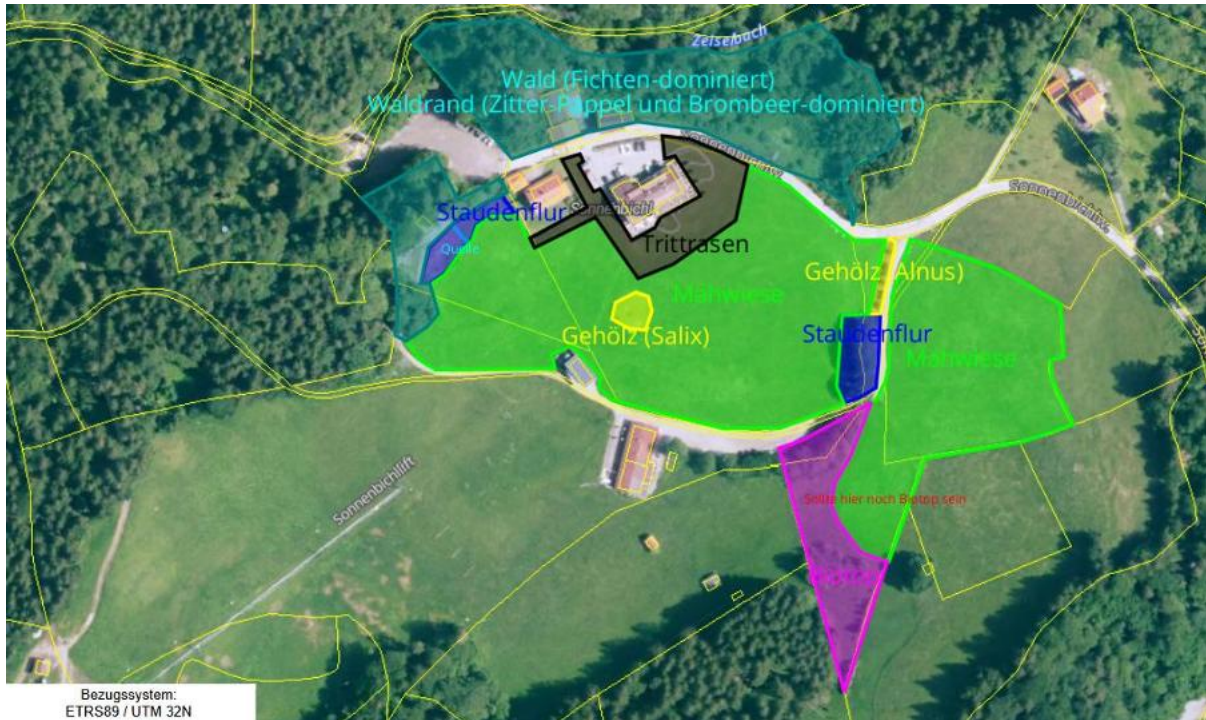 Zeiselbach
Wald (Fichten-dominiert)
Waldrand (Zitter-Pappel und Brombeer-dominiert)
Sonnenbichlw.
Staudenflur
Sonnenbichl
Quelle
Trittrasen
Gehölz (Alnus)
Mähwiese
Gehölz (Salix)
Staudenflur
Mähwiese
Sonnenbichllift
Sollte hier noch Biotop sein
Bezugssystem:
ETRS89 / UTM 32N